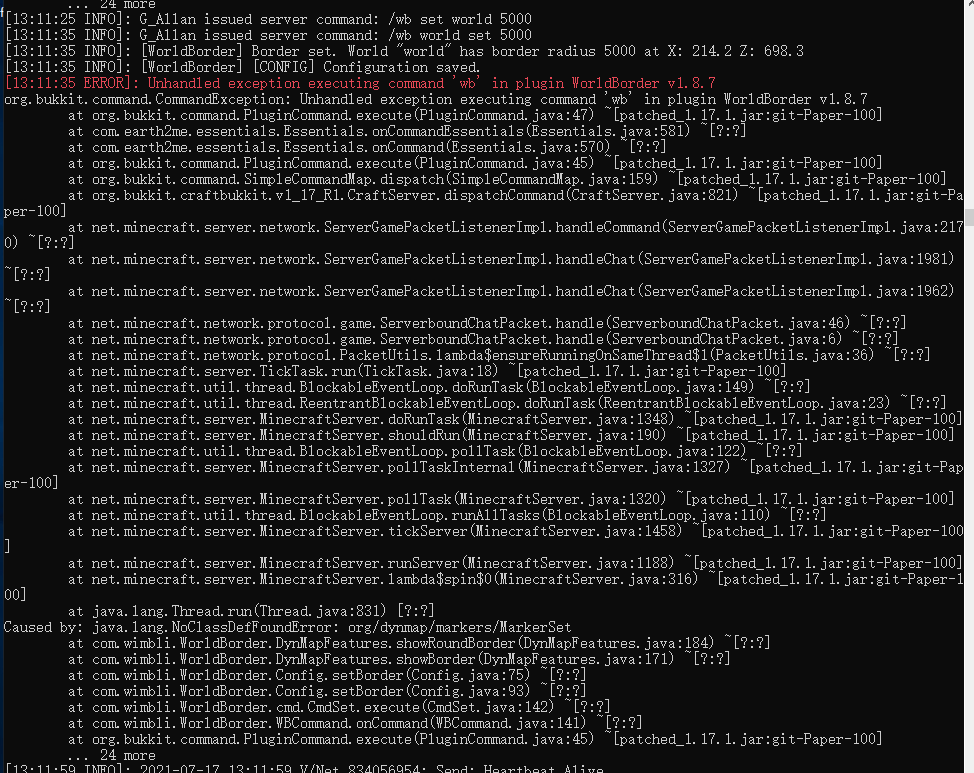 ... 24 more
[13:11:25 INFO]: G_Allan issued server command: /wb set world 5000
[13:11:35 INFO]: G_Allan issued server command: /wb world set 5000
[13:11:35 INFO]: [WorldBorder] Border set. World "world" has border radius 5000 at X: 214.2 Z: 698.3
[13:11:35 INFO]: [WorldBorder] [CONFIG] Configuration saved.
[13:11:35 ERROR]: Unhandled exception executing command 'wb' in plugin WorldBorder v1.8.7
org.bukkit.command.CommandException: Unhandled exception executing command 'wb' in plugin WorldBorder v1.8.7
at org.bukkit.command.PluginCommand.execute(PluginCommand.java:47) ~[patched_1.17.1.jar:git-Paper-100]
at com.earth2me.essentials.Essentials.onCommandEssentials(Essentials.java:581) ~[?:?]
at com.earth2me.essentials.Essentials.onCommand(Essentials.java:570) ~[?:?]
at org.bukkit.command.PluginCommand.execute(PluginCommand.java:45) ~[patched_1.17.1.jar:git-Paper-100]
at org.bukkit.command.SimpleCommandMap.dispatch(SimpleCommandMap.java:159) ~[patched_1.17.1.jar:git-Paper-100]
at org.bukkit.craftbukkit.v1_17_R1.CraftServer.dispatchCommand(CraftServer.java:821) ~[patched_1.17.1.jar:git-Pa
per-100]
at net.minecraft.server.network.ServerGamePacketListenerImpl.handleCommand(ServerGamePacketListenerImpl.java:217
0) ~[?:?]
at net.minecraft.server.network.ServerGamePacketListenerImpl.handleChat(ServerGamePacketListenerImpl.java:1981)
~[?:?]
at net.minecraft.server.network.ServerGamePacketListenerImpl.handleChat(ServerGamePacketListenerImpl.java:1962)
~[?:?]
at net.minecraft.network.protocol.game.ServerboundChatPacket.handle(ServerboundChatPacket.java:46) ~[?:?]
at net.minecraft.network.protocol.game.ServerboundChatPacket.handle(ServerboundChatPacket.java:6) ~[?:?]
at net.minecraft.network.protocol.PacketUtils.lambda$ensureRunningOnSameThread$1(PacketUtils.java:36) ~[?:?]
at net.minecraft.server.TickTask.run(TickTask.java:18) ~[patched_1.17.1.jar:git-Paper-100]
at net.minecraft.util.thread.BlockableEventLoop.doRunTask(BlockableEventLoop.java:149) ~[?:?]
at net.minecraft.util.thread.ReentrantBlockableEventLoop.doRunTask(ReentrantBlockableEventLoop.java:23) ~[?:?]
at net.minecraft.server.MinecraftServer.doRunTask(MinecraftServer.java:1348) ~[patched_1.17.1.jar:git-Paper-100]
at net.minecraft.server.MinecraftServer.shouldRun(MinecraftServer.java:190) ~[patched_1.17.1.jar:git-Paper-100]
at net.minecraft.util.thread.BlockableEventLoop.pollTask(BlockableEventLoop.java:122) ~[?:?]
at net.minecraft.server.MinecraftServer.pollTaskInternal(MinecraftServer.java:1327) ~[patched_1.17.1.jar:git-Pap
er-100]
at net.minecraft.server.MinecraftServer.pollTask(MinecraftServer.java:1320) ~[patched_1.17.1.jar:git-Paper-100]
at net.minecraft.util.thread.BlockableEventLoop.runAllTasks(BlockableEventLoop.java:110) ~[?:?]
at net.minecraft.server.MinecraftServer.tickServer(MinecraftServer.java:1458) ~[patched_1.17.1.jar:git-Paper-100
]
at net.minecraft.server.MinecraftServer.runServer(MinecraftServer.java:1188) ~[patched_1.17.1.jar:git-Paper-100]
at net.minecraft.server.MinecraftServer.lambda$spin$0(MinecraftServer.java:316) ~[patched_1.17.1.jar:git-Paper-1
00]
at java.lang.Thread.run(Thread.java:831) [?:?]
Caused by: java.lang.NoClassDefFoundError: org/dynmap/markers/MarkerSet
at com.wimbli.WorldBorder.DynMapFeatures.showRoundBorder(DynMapFeatures.java:184) ~[?:?]
at com.wimbli.WorldBorder.DynMapFeatures.showBorder(DynMapFeatures.java:171) ~[?:?]
at com.wimbli.WorldBorder.Config.setBorder(Config.java:75) ~[?:?]
at com.wimbli.WorldBorder.Config.setBorder(Config.java:93) ~[?:?]
at com.wimbli.WorldBorder.cmd.CmdSet.execute(CmdSet.java:142) ~[?:?]
at com.wimbli.WorldBorder.WBCommand.onCommand(WBCommand.java:141) ~[?:?]
at org.bukkit.command.PluginCommand.execute(PluginCommand.java:45) ~[patched_1.17.1.jar:git-Paper-100]
... 24 more
[13:11:59 INFO]: 2021-07-17 13:11:59 V/Net 834056954: Send: Heartbeat.Alive